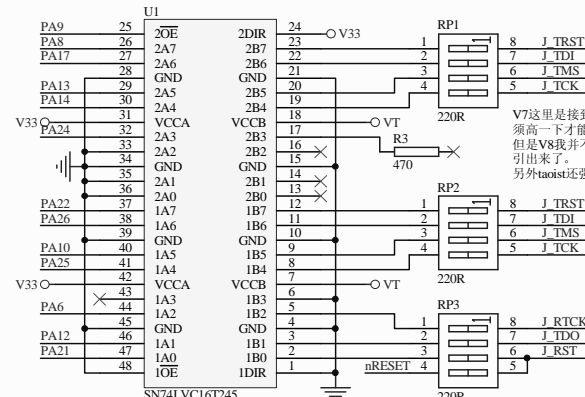 U1
PA9 25 2OE 2DIR 24 V33 RP1
PA8 26 2A7 2B7 23 1 8 J_TRST
PA17 27 2A6 2B6 22 2 7 J_TDI
28 GND GND 21 3 6 J_TMS
PA13 29 2A5 2B5 20 4 5 J_TCK
PA14 30 2A4 2B4 19
V33 31 VCCA VCCB 18 VT 220R
PA24 32 2A3 2B3 17 R3
33 2A2 2B2 16
34 GND GND 15 470
35 2A1 2B1 14
36 2A0 2B0 13 RP2
PA22 37 1A7 1B7 12 1 8 J_TRST
PA26 38 1A6 1B6 11 2 7 J_TDI
39 GND GND 10 3 6 J_TMS
PA10 40 1A5 1B5 9 4 5 J_TCK
PA25 41 1A4 1B4 8
V33 42 VCCA VCCB 7 VT 220R
43 1A3 1B3 6
PA6 44 1A2 1B2 5 RP3
45 GND GND 4 1 8 J_RTCK
PA12 46 1A1 1B1 3 2 7 J_TDO
PA21 47 1A0 1B0 2 3 6 J_RST
48 1OE 1DIR 1 nRESET 4 5
SN74LVC16T245 220R
V7这里是接到
须高一下才能
但是V8我并不
引出来了。
另外taoist还强